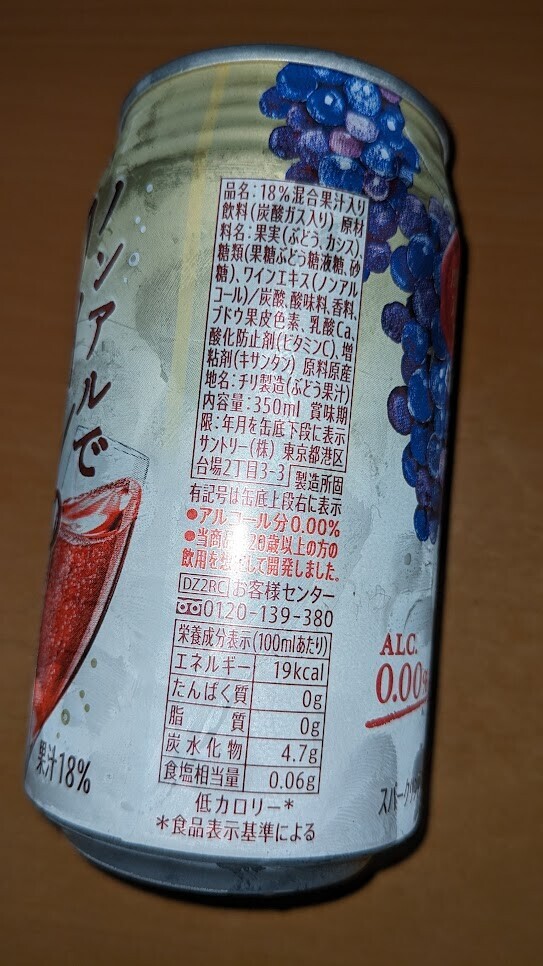 ノンアルで
品名:18%混合果汁入り
飲料(炭酸ガス入り) 原材
料名:果実(ぶどう、カシス)、
糖類(果糖ぶどう糖液糖、砂
糖)、ワインエキス(ノンアル
コール)/炭酸、酸味料、香料、
ブドウ果皮色素、乳酸Ca、
酸化防止剤(ビタミンC)、増
粘剤(キサンタン) 原料原産
地名:チリ製造(ぶどう果汁)
内容量:350ml 賞味期
限:年月を缶底下段に表示
サントリー(株) 東京都港区
台場2丁目3-3 製造所固
有記号は缶底上段右に表示
●アルコール分0.00%
●当商品 20歳以上の方の
飲用を想定して開発しました。
DZ2RC お客様センター
0120-139-380
栄養成分表示(100mlあたり)
エネルギー 19kcal
たんぱく質 0g
脂質 0g
炭水化物 4.7g
食塩相当量 0.06g
低カロリー*
*食品表示基準による
果汁18%
ALC.
0.00%
スパーク